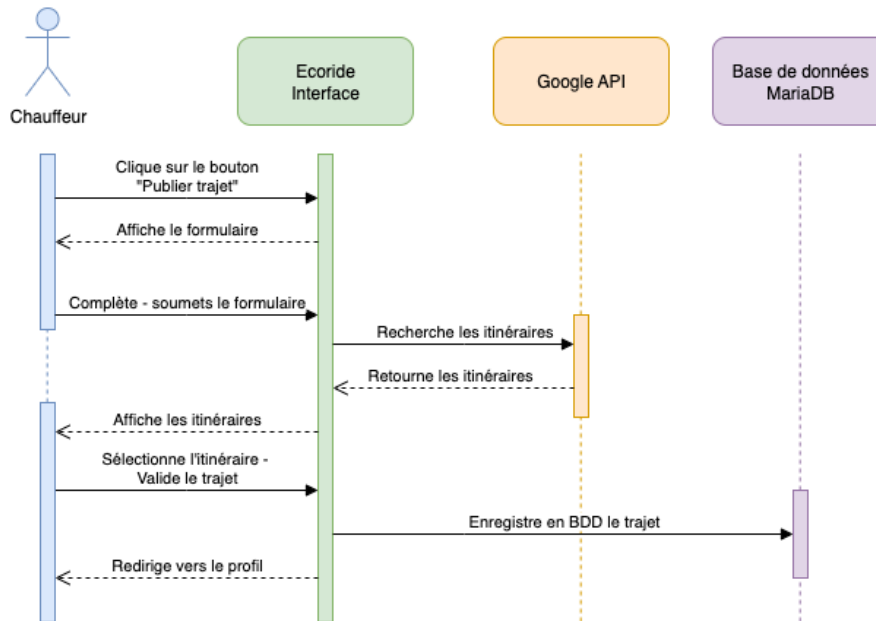 Chauffeur
Ecoride
Interface
Google API
Base de données
MariaDB
Clique sur le bouton
"Publier trajet"
Affiche le formulaire
Complète - soumets le formulaire
Recherche les itinéraires
Retourne les itinéraires
Affiche les itinéraires
Sélectionne l'itinéraire -
Valide le trajet
Enregistre en BDD le trajet
Redirige vers le profil